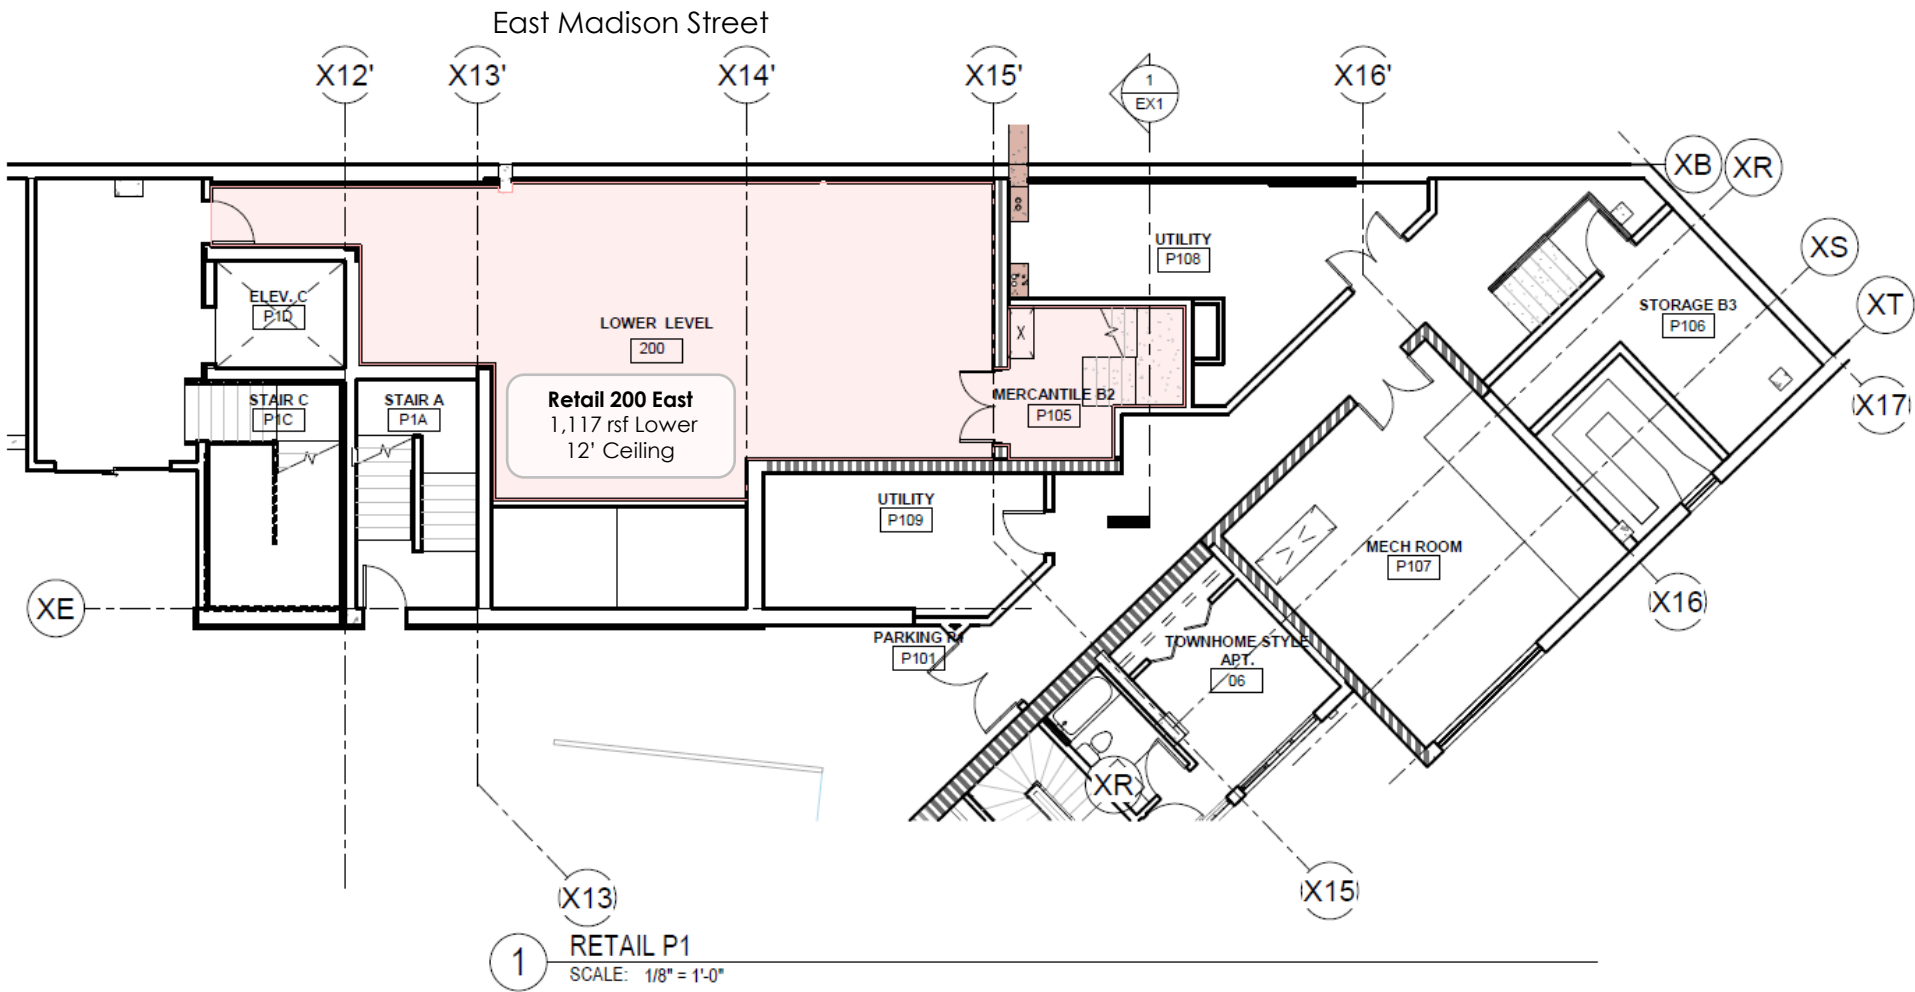 East Madison Street
X12'
X13'
X14'
X15'
1
EX1
X16'
XB
XR
XS
XT
X17
UTILITY
P108
ELEV. C
P1D
LOWER LEVEL
200
STORAGE B3
P106
X
Retail 200 East
1,117 rsf Lower
12' Ceiling
MERCANTILE B2
P105
STAIR C
P1C
STAIR A
P1A
UTILITY
P109
MECH ROOM
P107
XE
X16
PARKING P1
P101
TOWNHOME STYLE
APT.
06
XR
X13
X15
1
RETAIL P1
SCALE: 1/8" = 1'-0"